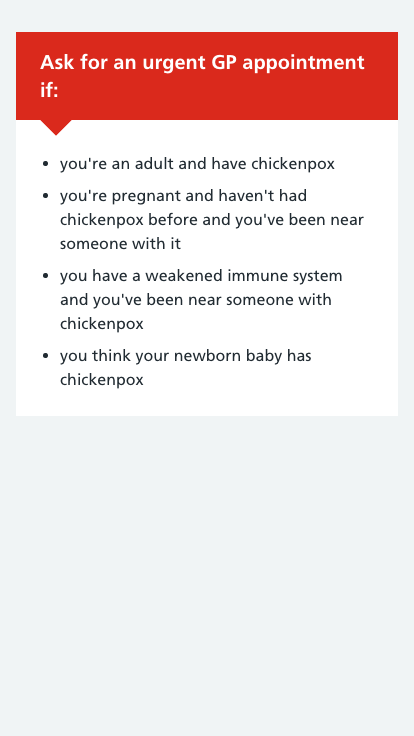 Ask for an urgent GP appointment
if:
• you're an adult and have chickenpox
• you're pregnant and haven't had
chickenpox before and you've been near
someone with it
• you have a weakened immune system
and you've been near someone with
chickenpox
• you think your newborn baby has
chickenpox